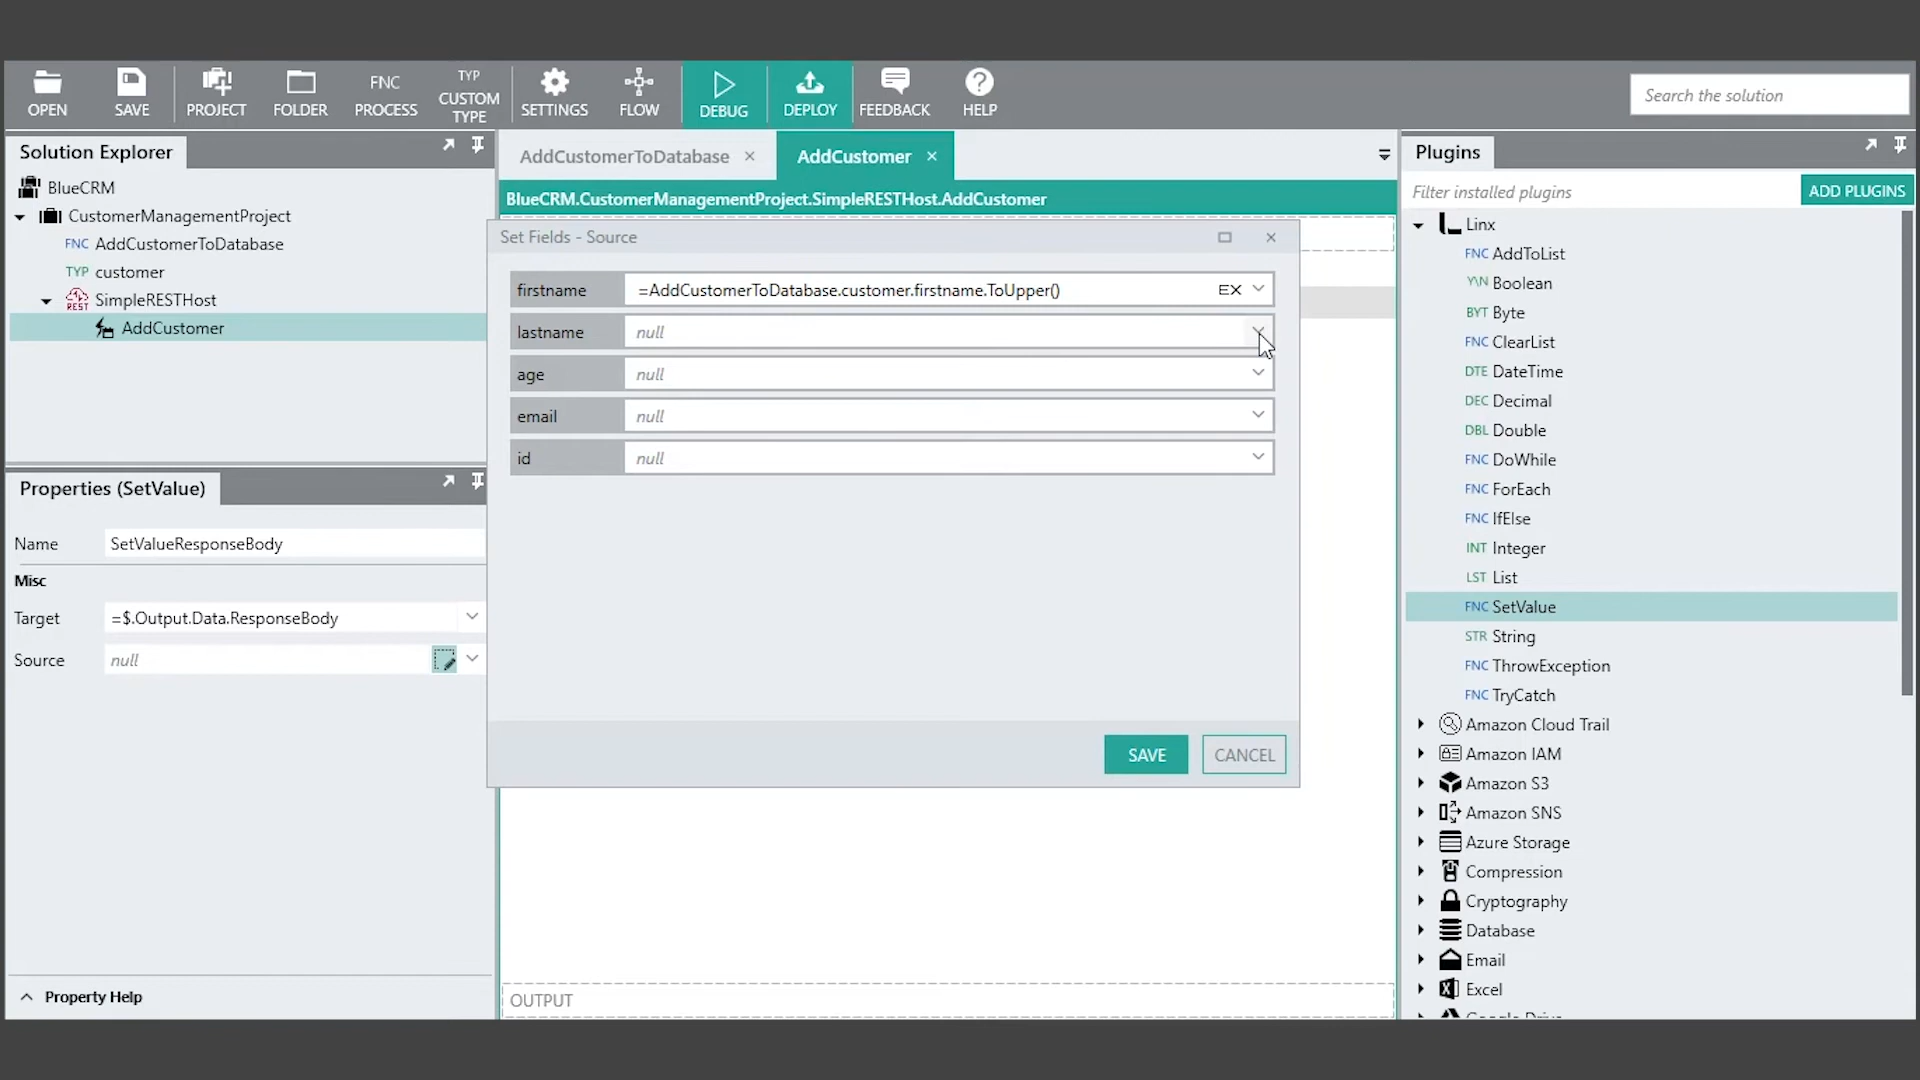 OPEN
SAVE
PROJECT
FOLDER
FNC
PROCESS
TYP
CUSTOM
TYPE
SETTINGS
FLOW
DEBUG
DEPLOY
FEEDBACK
HELP
Search the solution
Solution Explorer
BlueCRM
CustomerManagementProject
FNC AddCustomerToDatabase
TYP customer
REST SimpleRESTHost
AddCustomer
Properties (SetValue)
Name SetValueResponseBody
Misc
Target =$.Output.Data.ResponseBody
Source null
Property Help
AddCustomerToDatabase
AddCustomer
BlueCRM.CustomerManagementProject.SimpleRESTHost.AddCustomer
Set Fields - Source
firstname =AddCustomerToDatabase.customer.firstname.ToUpper() EX
lastname null
age null
email null
id null
SAVE CANCEL
OUTPUT
Plugins
Filter installed plugins
ADD PLUGINS
Linx
FNC AddToList
Y\N Boolean
BYT Byte
FNC ClearList
DTE DateTime
DEC Decimal
DBL Double
FNC DoWhile
FNC ForEach
FNC IfElse
INT Integer
LST List
FNC SetValue
STR String
FNC ThrowException
FNC TryCatch
Amazon Cloud Trail
Amazon IAM
Amazon S3
Amazon SNS
Azure Storage
Compression
Cryptography
Database
Email
Excel
Google Drive